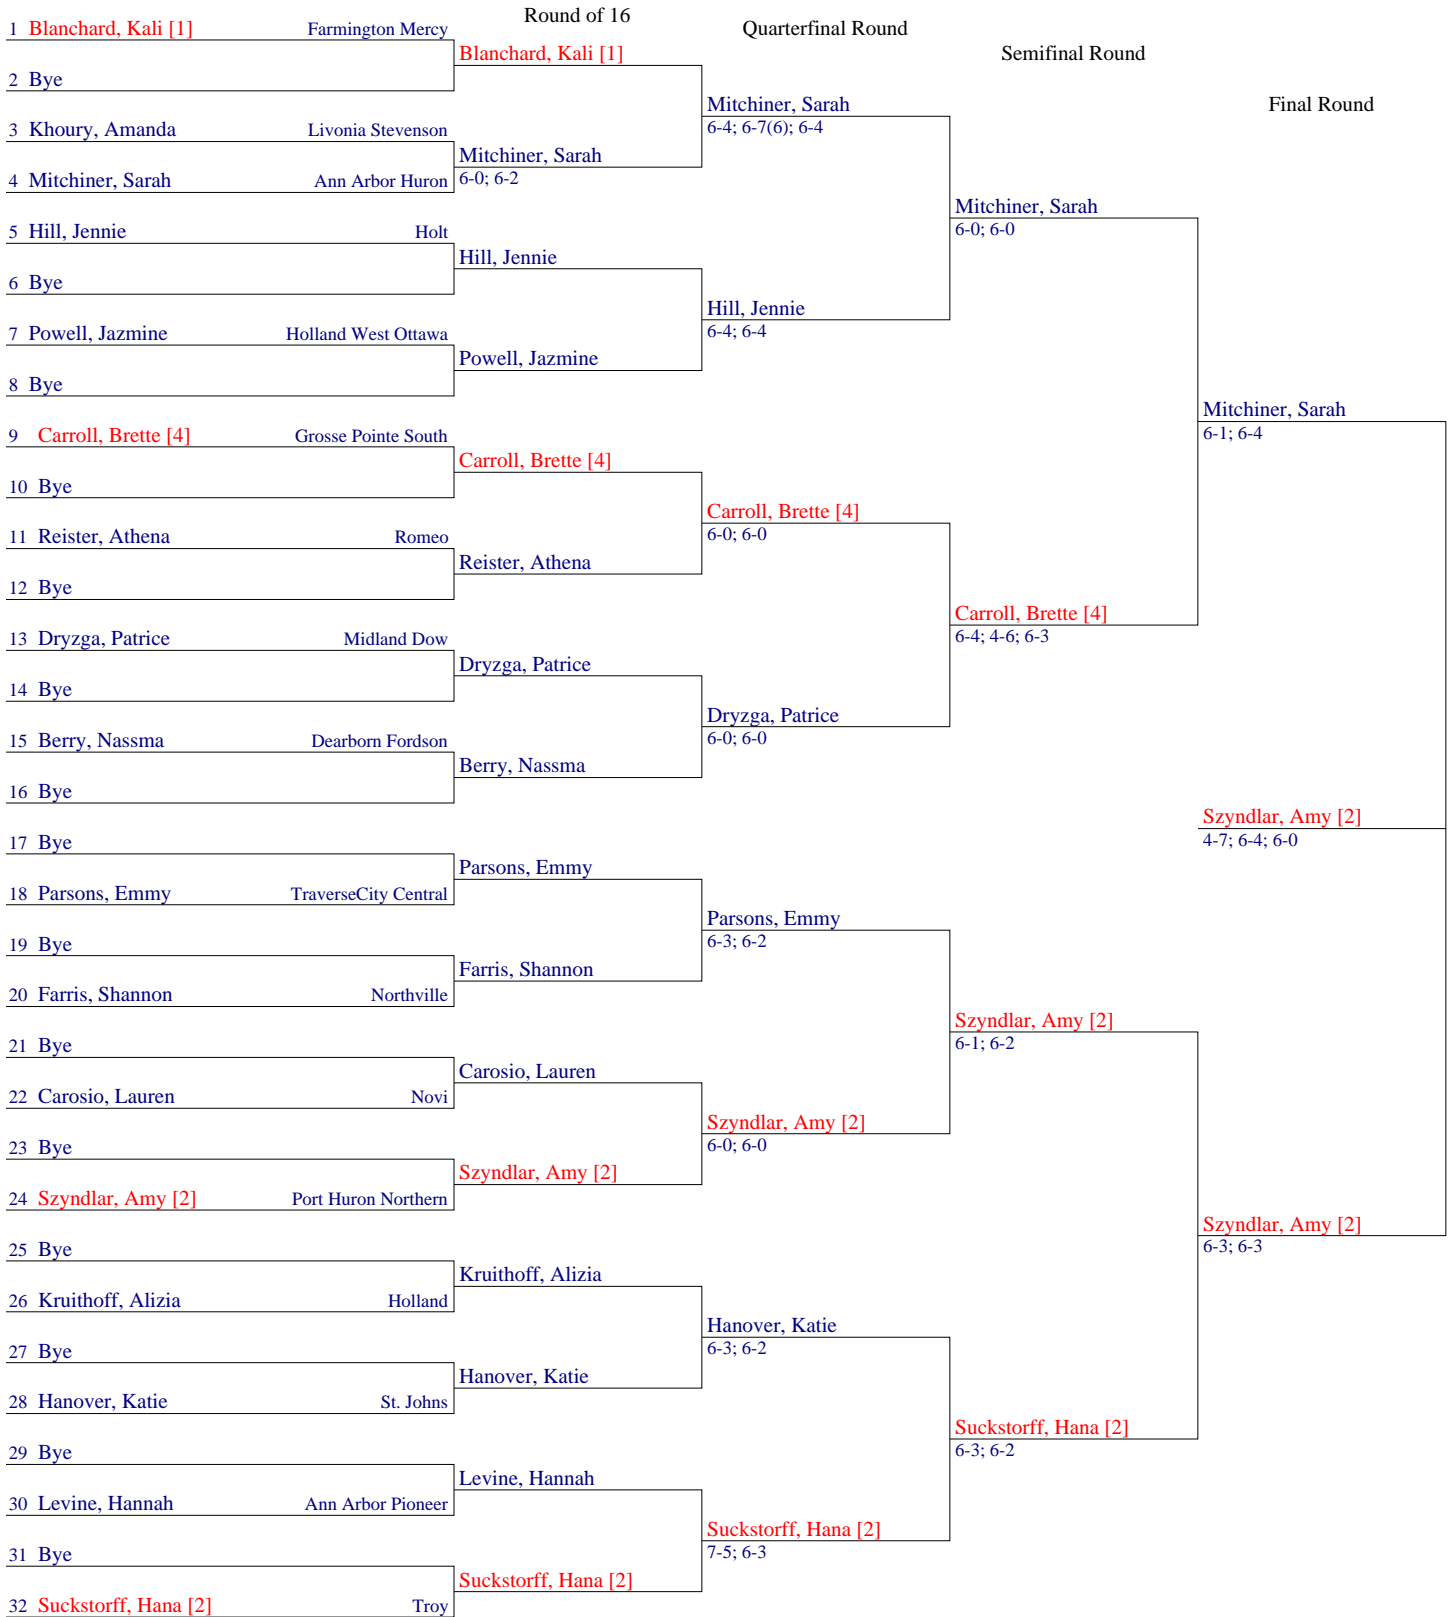 Round of 16
Quarterfinal Round
Semifinal Round
Final Round
1 Blanchard, Kali [1] Farmington Mercy
2 Bye
3 Khoury, Amanda Livonia Stevenson
4 Mitchiner, Sarah Ann Arbor Huron
5 Hill, Jennie Holt
6 Bye
7 Powell, Jazmine Holland West Ottawa
8 Bye
9 Carroll, Brette [4] Grosse Pointe South
10 Bye
11 Reister, Athena Romeo
12 Bye
13 Dryzga, Patrice Midland Dow
14 Bye
15 Berry, Nassma Dearborn Fordson
16 Bye
17 Bye
18 Parsons, Emmy TraverseCity Central
19 Bye
20 Farris, Shannon Northville
21 Bye
22 Carosio, Lauren Novi
23 Bye
24 Szyndlar, Amy [2] Port Huron Northern
25 Bye
26 Kruithoff, Alizia Holland
27 Bye
28 Hanover, Katie St. Johns
29 Bye
30 Levine, Hannah Ann Arbor Pioneer
31 Bye
32 Suckstorff, Hana [2] Troy
Blanchard, Kali [1]
Mitchiner, Sarah
6-0; 6-2
Hill, Jennie
Powell, Jazmine
Carroll, Brette [4]
Reister, Athena
Dryzga, Patrice
Berry, Nassma
Parsons, Emmy
Farris, Shannon
Carosio, Lauren
Szyndlar, Amy [2]
Kruithoff, Alizia
Hanover, Katie
Levine, Hannah
Suckstorff, Hana [2]
Mitchiner, Sarah
6-4; 6-7(6); 6-4
Hill, Jennie
6-4; 6-4
Carroll, Brette [4]
6-0; 6-0
Dryzga, Patrice
6-0; 6-0
Parsons, Emmy
6-3; 6-2
Szyndlar, Amy [2]
6-0; 6-0
Hanover, Katie
6-3; 6-2
Suckstorff, Hana [2]
7-5; 6-3
Mitchiner, Sarah
6-0; 6-0
Carroll, Brette [4]
6-4; 4-6; 6-3
Szyndlar, Amy [2]
6-1; 6-2
Suckstorff, Hana [2]
6-3; 6-2
Mitchiner, Sarah
6-1; 6-4
Szyndlar, Amy [2]
4-7; 6-4; 6-0
Szyndlar, Amy [2]
6-3; 6-3